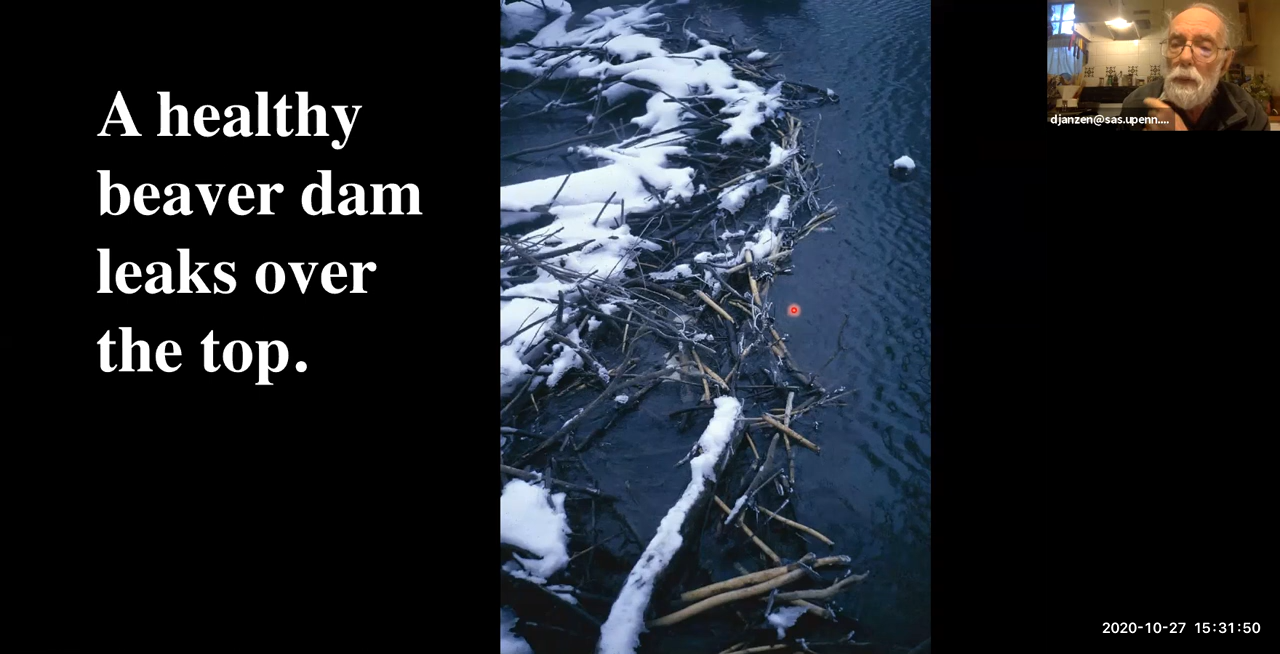 A healthy
beaver dam
leaks over
the top.
djanzen@sas.upenn....
2020-10-27 15:31:50